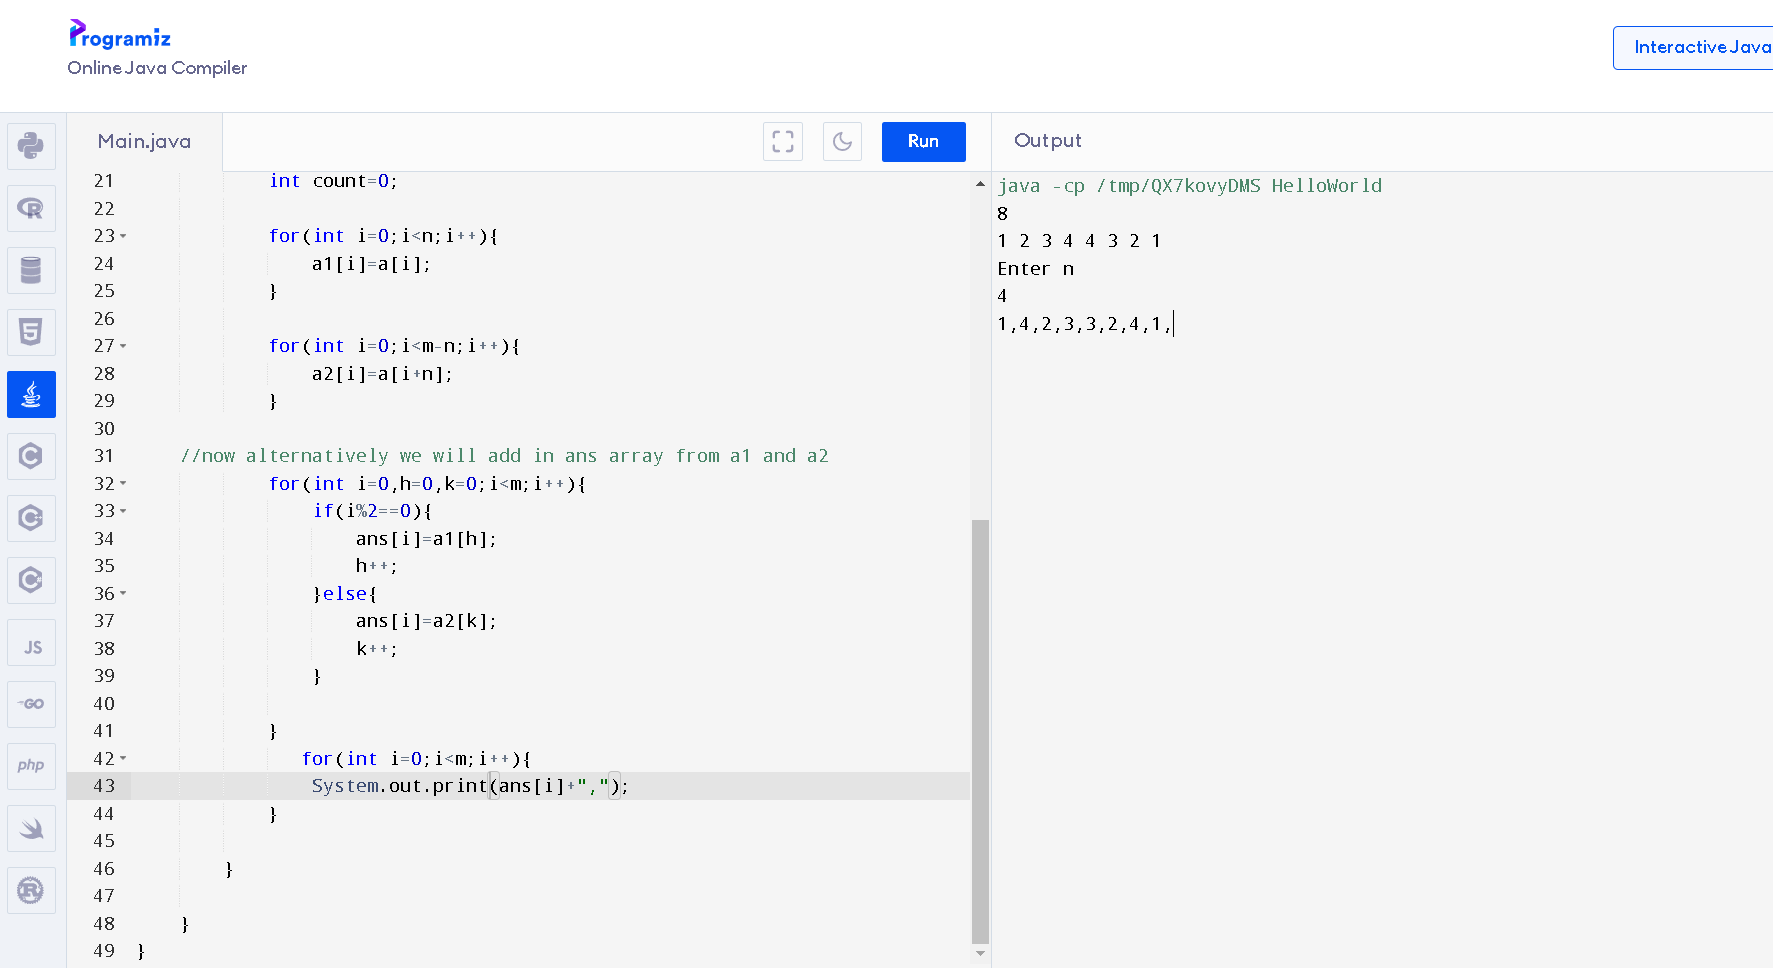 Programiz
Online Java Compiler
Interactive Java
Main.java
Run
Output
21 int count=0;
22
23 for(int i=0;i<n;i++){
24 a1[i]=a[i];
25 }
26
27 for(int i=0;i<m-n;i++){
28 a2[i]=a[i+n];
29 }
30
31 //now alternatively we will add in ans array from a1 and a2
32 for(int i=0,h=0,k=0;i<m;i++){
33 if(i%2==0){
34 ans[i]=a1[h];
35 h++;
36 }else{
37 ans[i]=a2[k];
38 k++;
39 }
40
41 }
42 for(int i=0;i<m;i++){
43 System.out.print(ans[i]+",");
44 }
45
46 }
47
48 }
49 }
java -cp /tmp/QX7kovyDMS HelloWorld
8
1 2 3 4 4 3 2 1
Enter n
4
1,4,2,3,3,2,4,1,
R
5
C
C
C
JS
GO
php
R